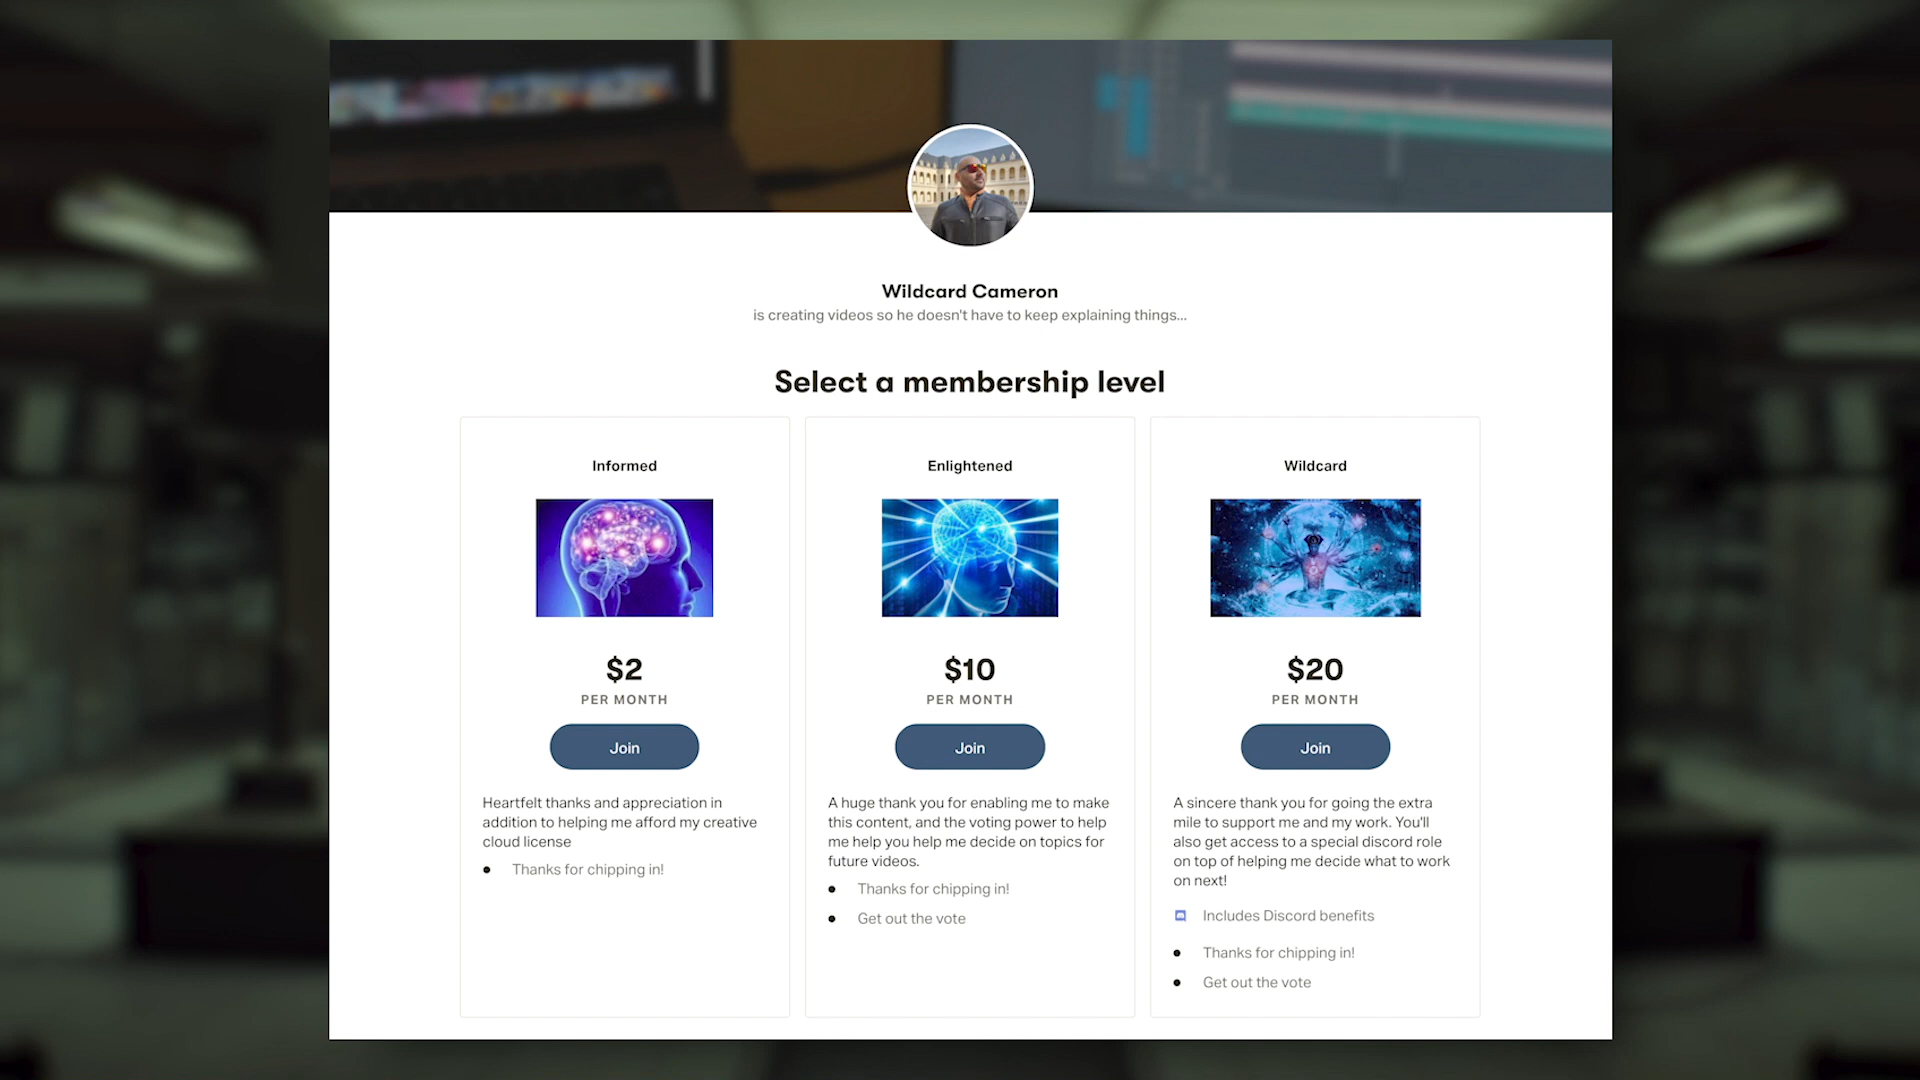 Wildcard Cameron
is creating videos so he doesn't have to keep explaining things...
Select a membership level
Informed
$2
PER MONTH
Join
Heartfelt thanks and appreciation in
addition to helping me afford my creative
cloud license
Thanks for chipping in!
Enlightened
$10
PER MONTH
Join
A huge thank you for enabling me to make
this content, and the voting power to help
me help you help me decide on topics for
future videos.
Thanks for chipping in!
Get out the vote
Wildcard
$20
PER MONTH
Join
A sincere thank you for going the extra
mile to support me and my work. You'll
also get access to a special discord role
on top of helping me decide what to work
on next!
Includes Discord benefits
Thanks for chipping in!
Get out the vote